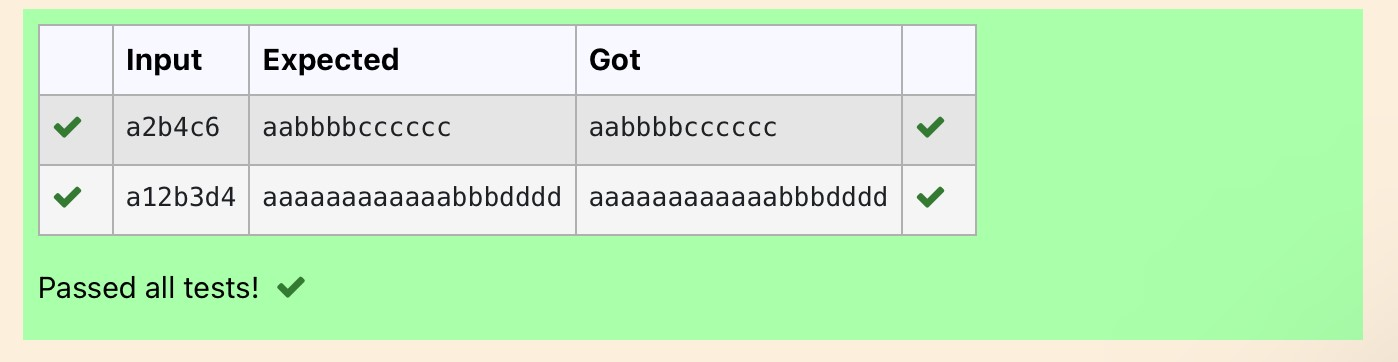 Input Expected Got
a2b4c6 aabbbbcccccc aabbbbcccccc
a12b3d4 aaaaaaaaaaaabbbdddd aaaaaaaaaaaabbbdddd
Passed all tests!